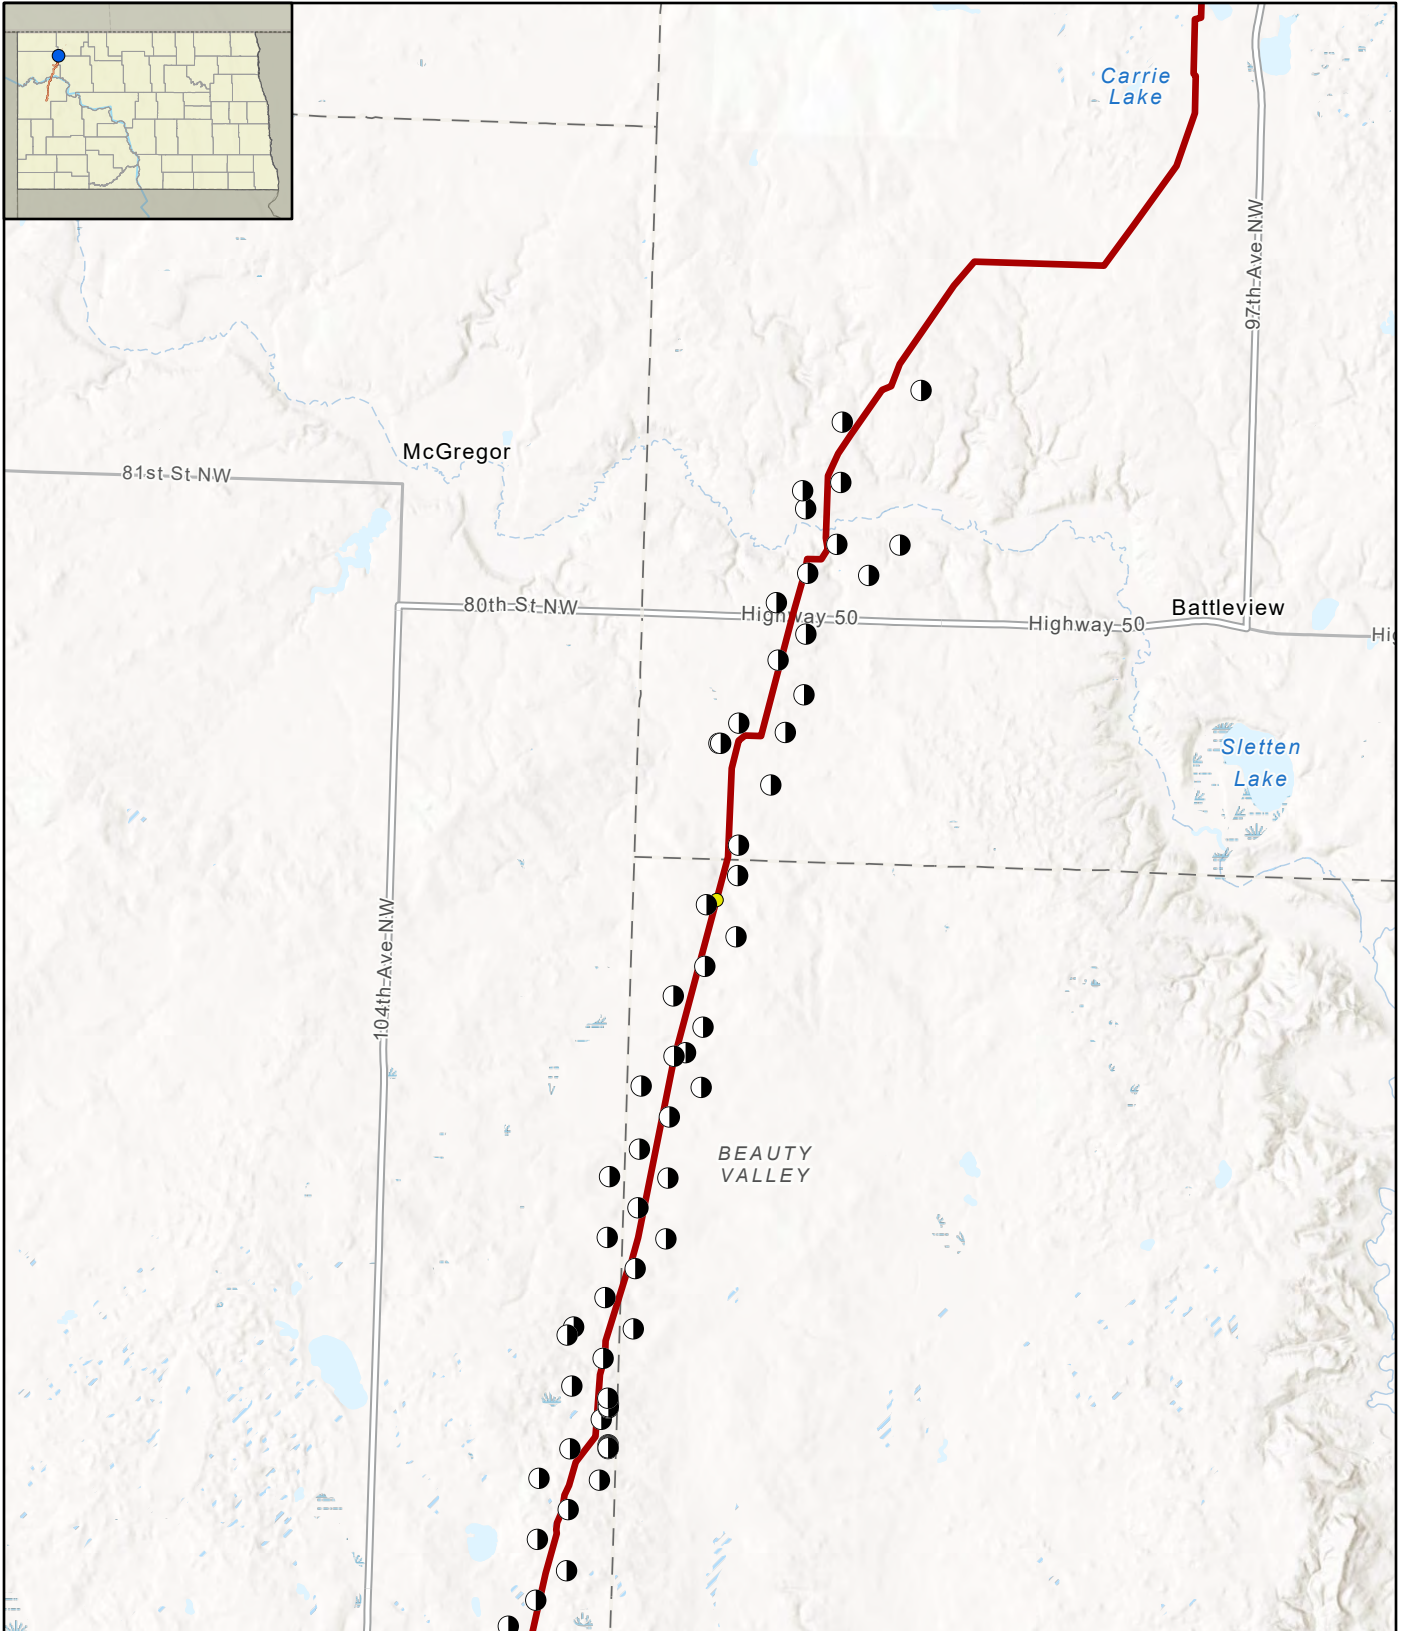 Carrie
Lake
97th-Ave-NW
McGregor
81st St NW
80th St NW
Highway 50
Highway 50
Battleview
Hig
Sletten
Lake
104th-Ave-NW
BEAUTY
VALLEY